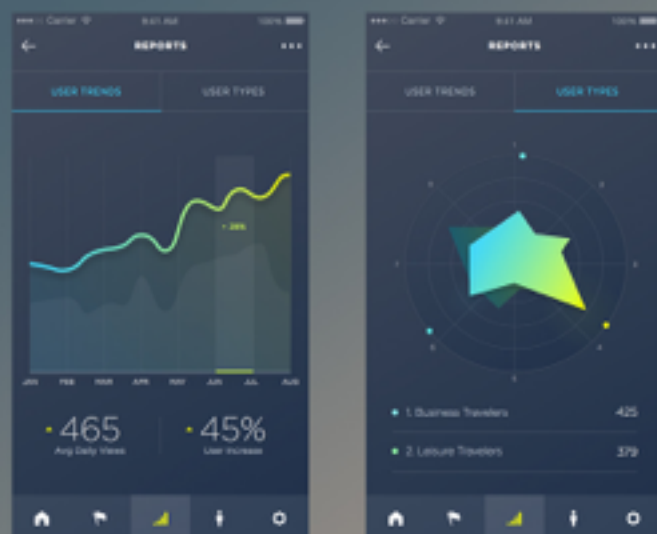 Carrier 9:41 AM 100%
REPORTS
USER TRENDS USER TYPES
JAN FEB MAR APR MAY JUN JUL AUG
465
Avg Daily Views
45%
User Increase
Carrier 9:41 AM 100%
REPORTS
USER TRENDS USER TYPES
1. Business Travelers 425
2. Leisure Travelers 379